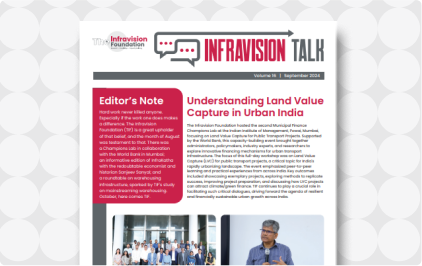 The Infravision
Foundation
INFRAVISION TALK
Volume 15 | September 2024
Editor's Note
Hard work never killed anyone.
Especially if the work one does makes
a difference. The Infravision
Foundation (TIF) is a great upholder
of that belief, and the month of August
was testament to that. There was
a Champions Lab in collaboration
with the World Bank in Mumbai,
an informative edition of Infrakatha
with the redoubtable economist and
historian Sanjeev Sanyal, and
a roundtable on warehousing
infrastructure, sparked by TIF's study
on mainstreaming warehousing.
October, here comes TIF.
Understanding Land Value
Capture in Urban India
The Infravision Foundation hosted the second Municipal Finance
Champions Lab at the Indian Institute of Management, Powai, Mumbai,
focusing on Land Value Capture for Public Transport Projects. Supported
by the World Bank, this capacity-building event brought together
administrators, policymakers, industry experts, and researchers to
explore innovative financing mechanisms for urban transport
infrastructure. The focus of this full-day workshop was on Land Value
Capture (LVC) for public transport projects, a critical topic for India's
rapidly urbanizing landscape. The event emphasised peer-to-peer
learning and practical experiences from across India. Key outcomes
included showcasing exemplary projects, exploring methods to replicate
success, improving project preparation, and discussing how LVC projects
can attract climate/green finance. TIF continues to play a crucial role in
facilitating such critical dialogues, driving forward the agenda of resilient
and financially sustainable urban growth across India.